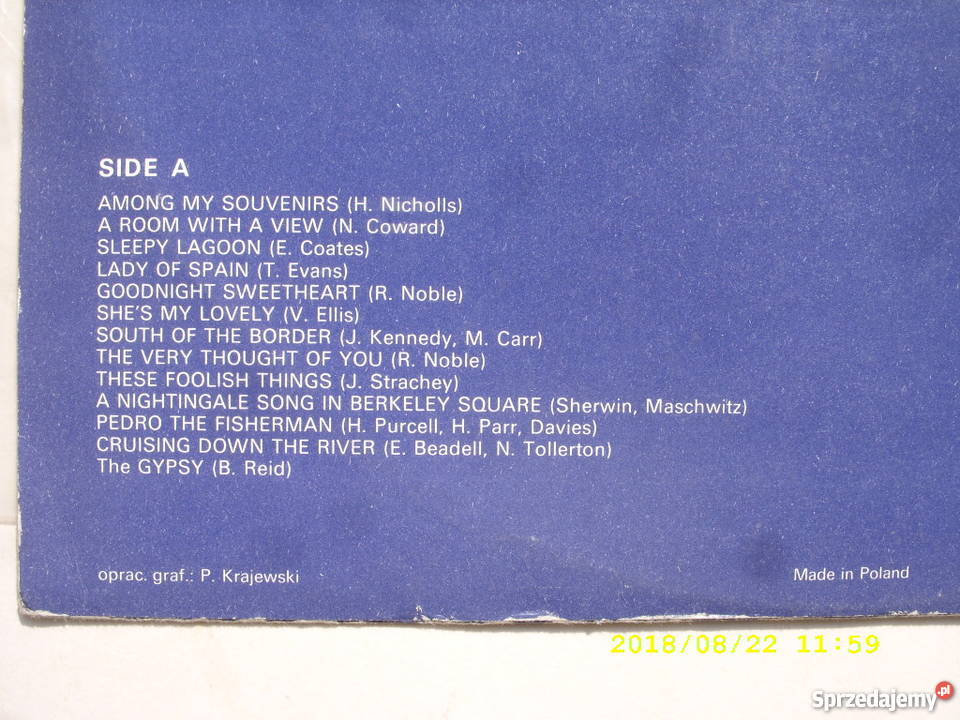 SIDE A
AMONG MY SOUVENIRS (H. Nicholls)
A ROOM WITH A VIEW (N. Coward)
SLEEPY LAGOON (E. Coates)
LADY OF SPAIN (T. Evans)
GOODNIGHT SWEETHEART (R. Noble)
SHE'S MY LOVELY (V. Ellis)
SOUTH OF THE BORDER (J. Kennedy, M. Carr)
THE VERY THOUGHT OF YOU (R. Noble)
THESE FOOLISH THINGS (J. Strachey)
A NIGHTINGALE SONG IN BERKELEY SQUARE (Sherwin, Maschwitz)
PEDRO THE FISHERMAN (H. Purcell, H. Parr, Davies)
CRUISING DOWN THE RIVER (E. Beadell, N. Tollerton)
The GYPSY (B. Reid)
oprac. graf.: P. Krajewski
Made in Poland
2018/08/22 11:59
Sprzedajemy.pl